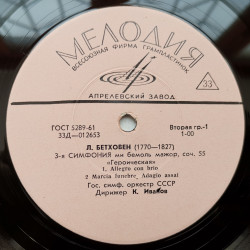 МЕЛОДИЯ
ВСЕСОЮЗНАЯ ФИРМА ГРАМПЛАСТИНОК
33
АПРЕЛЕВСКИЙ ЗАВОД
ГОСТ 5289-61
33Д—012653
Вторая гр.-1
1-00
Л. БЕТХОВЕН (1770—1827)
3-я СИМФОНИЯ ми бемоль мажор, соч. 55
«Героическая»
1. Allegro con brio
2 Marcia funebre, Adagio assai
Гос. симф. оркестр СССР
Дирижер К. Иванов